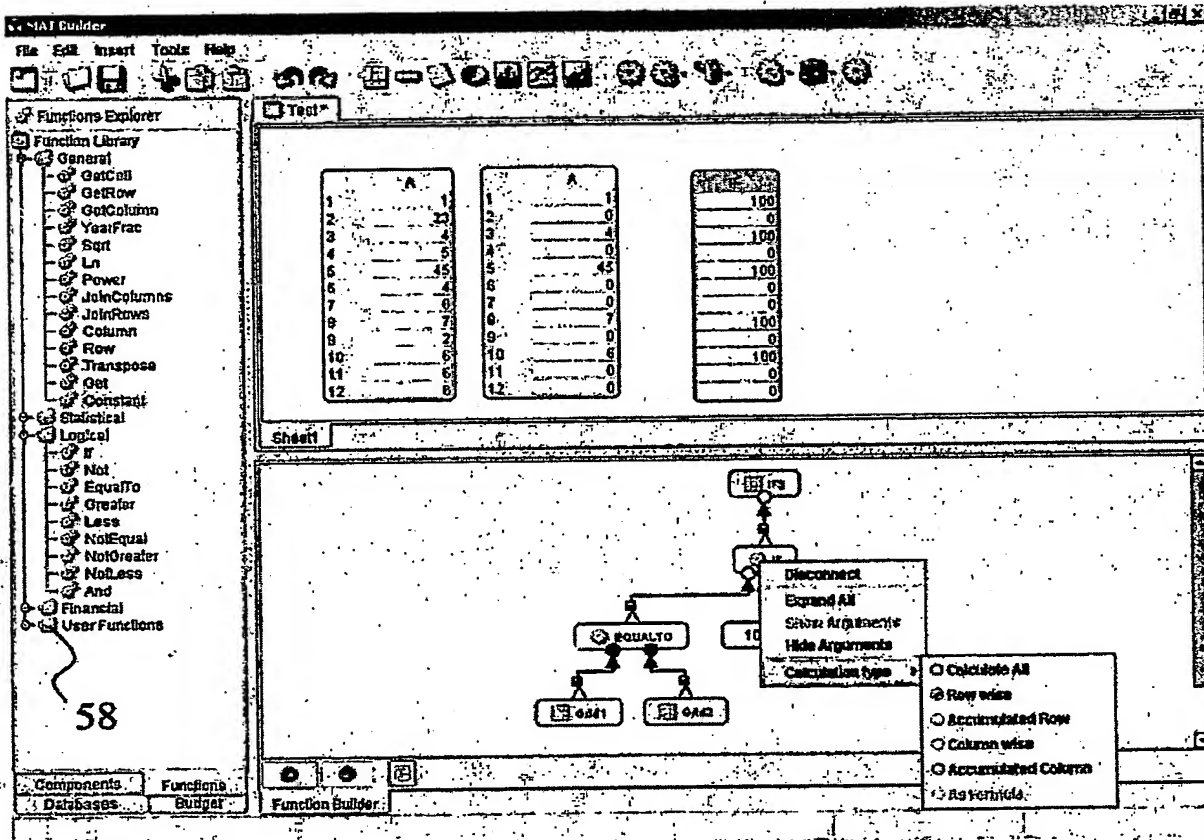 MAT Builder
File Edit Insert Tools Help
Functions Explorer
Function Library
General
GetCell
GetRow
GetColumn
YearFrac
Sqrt
Ln
Power
JoinColumns
JoinRows
Column
Row
Transpose
Get
Constant
Statistical
Logical
If
Not
EqualTo
Greater
Less
NotEqual
NotGreater
NotLess
And
Financial
User Functions
58
Components Functions
Databases Budget
Test*
A
1 1
2 23
3 4
4 5
5 45
6 4
7 6
8 7
9 2
10 6
11 6
12 6
A
1 1
2 0
3 4
4 0
5 45
6 0
7 0
8 7
9 0
10 6
11 0
12 0
100
0
100
0
100
0
0
100
0
100
0
0
Sheet1
IF
EQUALTO
10
Disconnect
Expand All
Show Arguments
Hide Arguments
Calculation type
Calculate All
Row wise
Accumulated Row
Column wise
Accumulated Column
As Formula
Function Builder